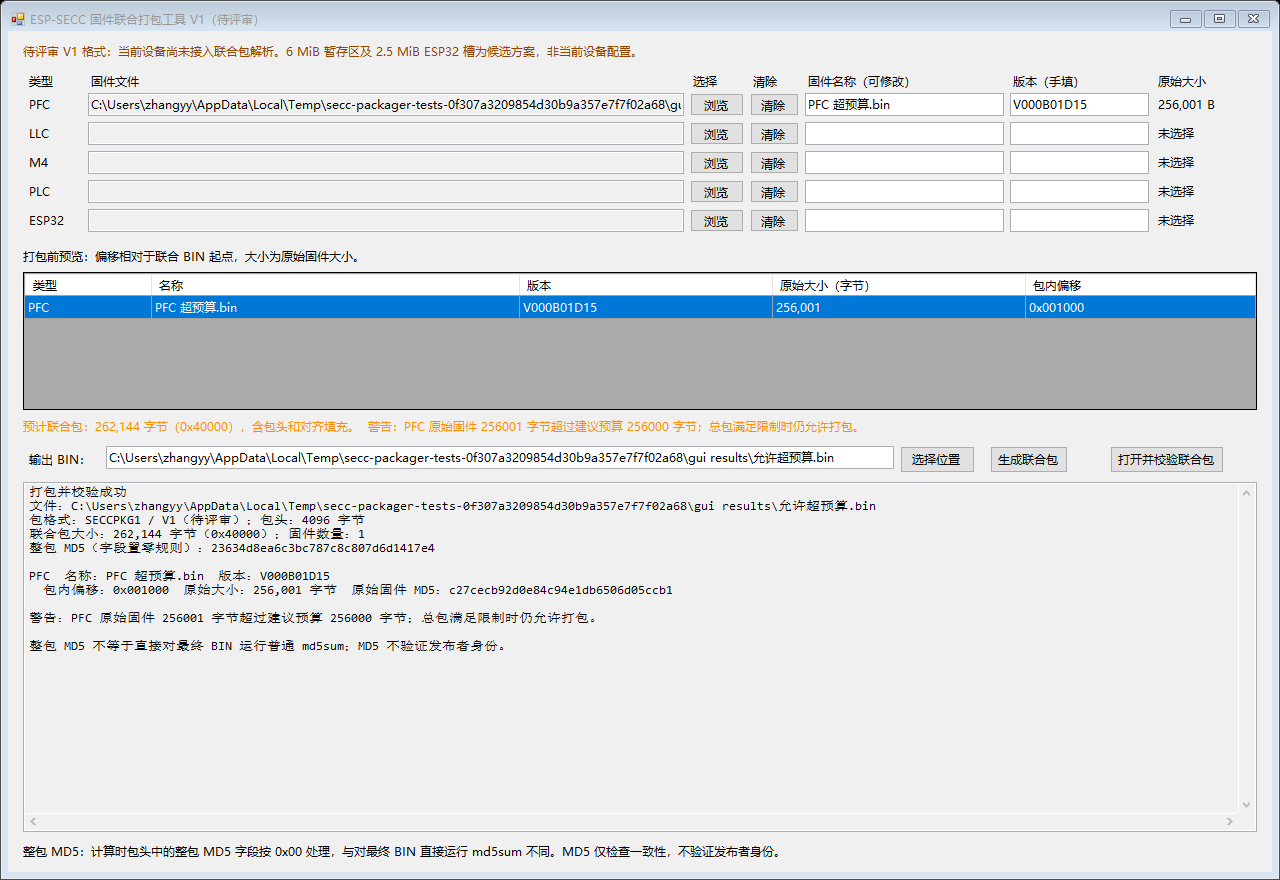 ESP-SECC 固件联合打包工具 V1（待评审）
待评审 V1 格式：当前设备尚未接入联合包解析。6 MiB 暂存区及 2.5 MiB ESP32 槽为候选方案，非当前设备配置。
类型 固件文件 选择 清除 固件名称（可修改） 版本（手填） 原始大小
PFC C:\Users\zhangyy\AppData\Local\Temp\secc-packager-tests-0f307a3209854d30b9a357e7f7f02a68\gu 浏览 清除 PFC 超预算.bin V000B01D15 256,001 B
LLC 浏览 清除 未选择
M4 浏览 清除 未选择
PLC 浏览 清除 未选择
ESP32 浏览 清除 未选择
打包前预览：偏移相对于联合 BIN 起点，大小为原始固件大小。
类型 名称 版本 原始大小（字节） 包内偏移
PFC PFC 超预算.bin V000B01D15 256,001 0x001000
预计联合包：262,144 字节（0x40000），含包头和对齐填充。 警告：PFC 原始固件 256001 字节超过建议预算 256000 字节；总包满足限制时仍允许打包。
输出 BIN： C:\Users\zhangyy\AppData\Local\Temp\secc-packager-tests-0f307a3209854d30b9a357e7f7f02a68\gui results\允许超预算.bin 选择位置 生成联合包 打开并校验联合包
打包并校验成功
文件：C:\Users\zhangyy\AppData\Local\Temp\secc-packager-tests-0f307a3209854d30b9a357e7f7f02a68\gui results\允许超预算.bin
包格式：SECCPKG1 / V1（待评审）；包头：4096 字节
联合包大小：262,144 字节（0x40000）；固件数量：1
整包 MD5（字段置零规则）：23634d8ea6c3bc787c8c807d6d1417e4
PFC 名称：PFC 超预算.bin 版本：V000B01D15
包内偏移：0x001000 原始大小：256,001 字节 原始固件 MD5：c27cecb92d0e84c94e1db6506d05ccb1
警告：PFC 原始固件 256001 字节超过建议预算 256000 字节；总包满足限制时仍允许打包。
整包 MD5 不等于直接对最终 BIN 运行普通 md5sum；MD5 不验证发布者身份。
整包 MD5：计算时包头中的整包 MD5 字段按 0x00 处理，与对最终 BIN 直接运行 md5sum 不同。MD5 仅检查一致性，不验证发布者身份。